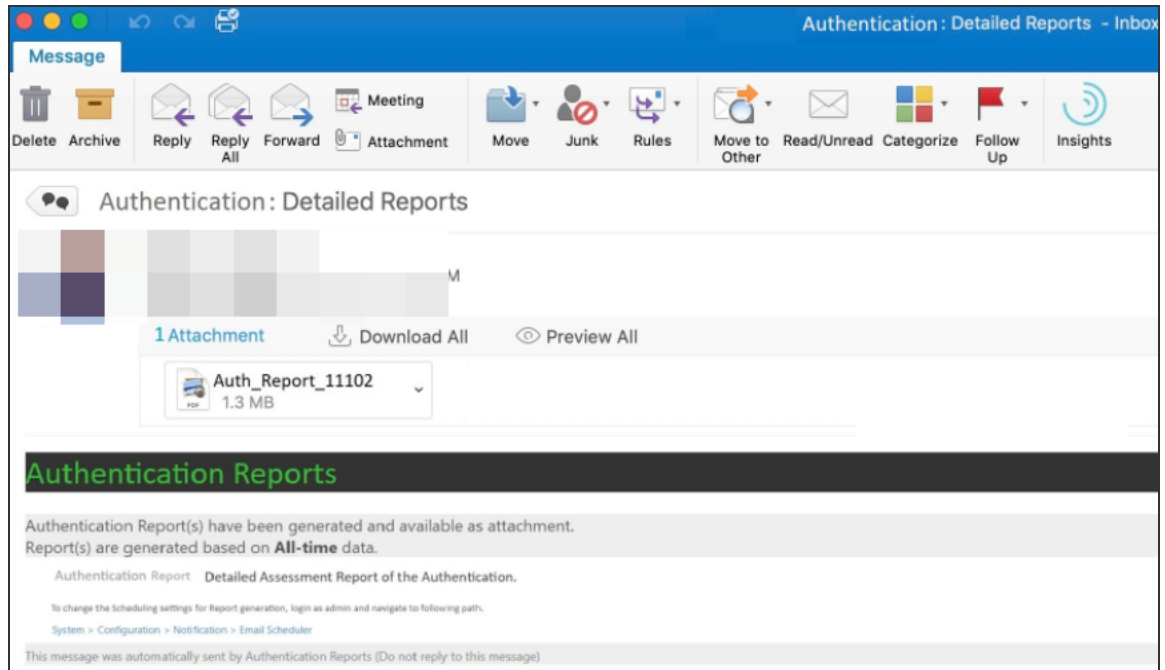 Authentication : Detailed Reports - Inbox
Message
Delete Archive Reply Reply All Forward Meeting Attachment Move Junk Rules Move to Other Read/Unread Categorize Follow Up Insights
Authentication : Detailed Reports
M
1 Attachment Download All Preview All
Auth_Report_11102
PDF 1.3 MB
Authentication Reports
Authentication Report(s) have been generated and available as attachment.
Report(s) are generated based on All-time data.
Authentication Report Detailed Assessment Report of the Authentication.
To change the Scheduling settings for Report generation, login as admin and navigate to following path.
System > Configuration > Notification > Email Scheduler
This message was automatically sent by Authentication Reports (Do not reply to this message)